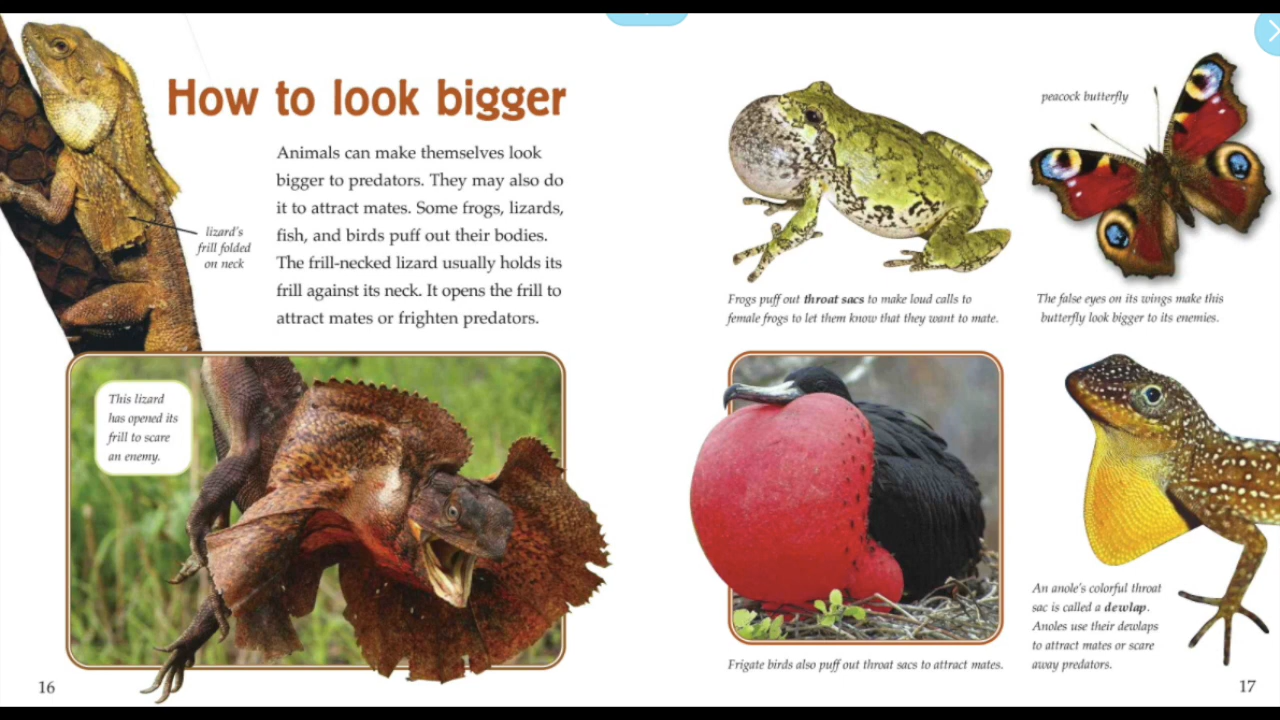 How to look bigger
Animals can make themselves look
bigger to predators. They may also do
it to attract mates. Some frogs, lizards,
fish, and birds puff out their bodies.
The frill-necked lizard usually holds its
frill against its neck. It opens the frill to
attract mates or frighten predators.
lizard's
frill folded
on neck
This lizard
has opened its
frill to scare
an enemy.
16
Frogs puff out throat sacs to make loud calls to
female frogs to let them know that they want to mate.
peacock butterfly
The false eyes on its wings make this
butterfly look bigger to its enemies.
Frigate birds also puff out throat sacs to attract mates.
An anole's colorful throat
sac is called a dewlap.
Anoles use their dewlaps
to attract mates or scare
away predators.
17